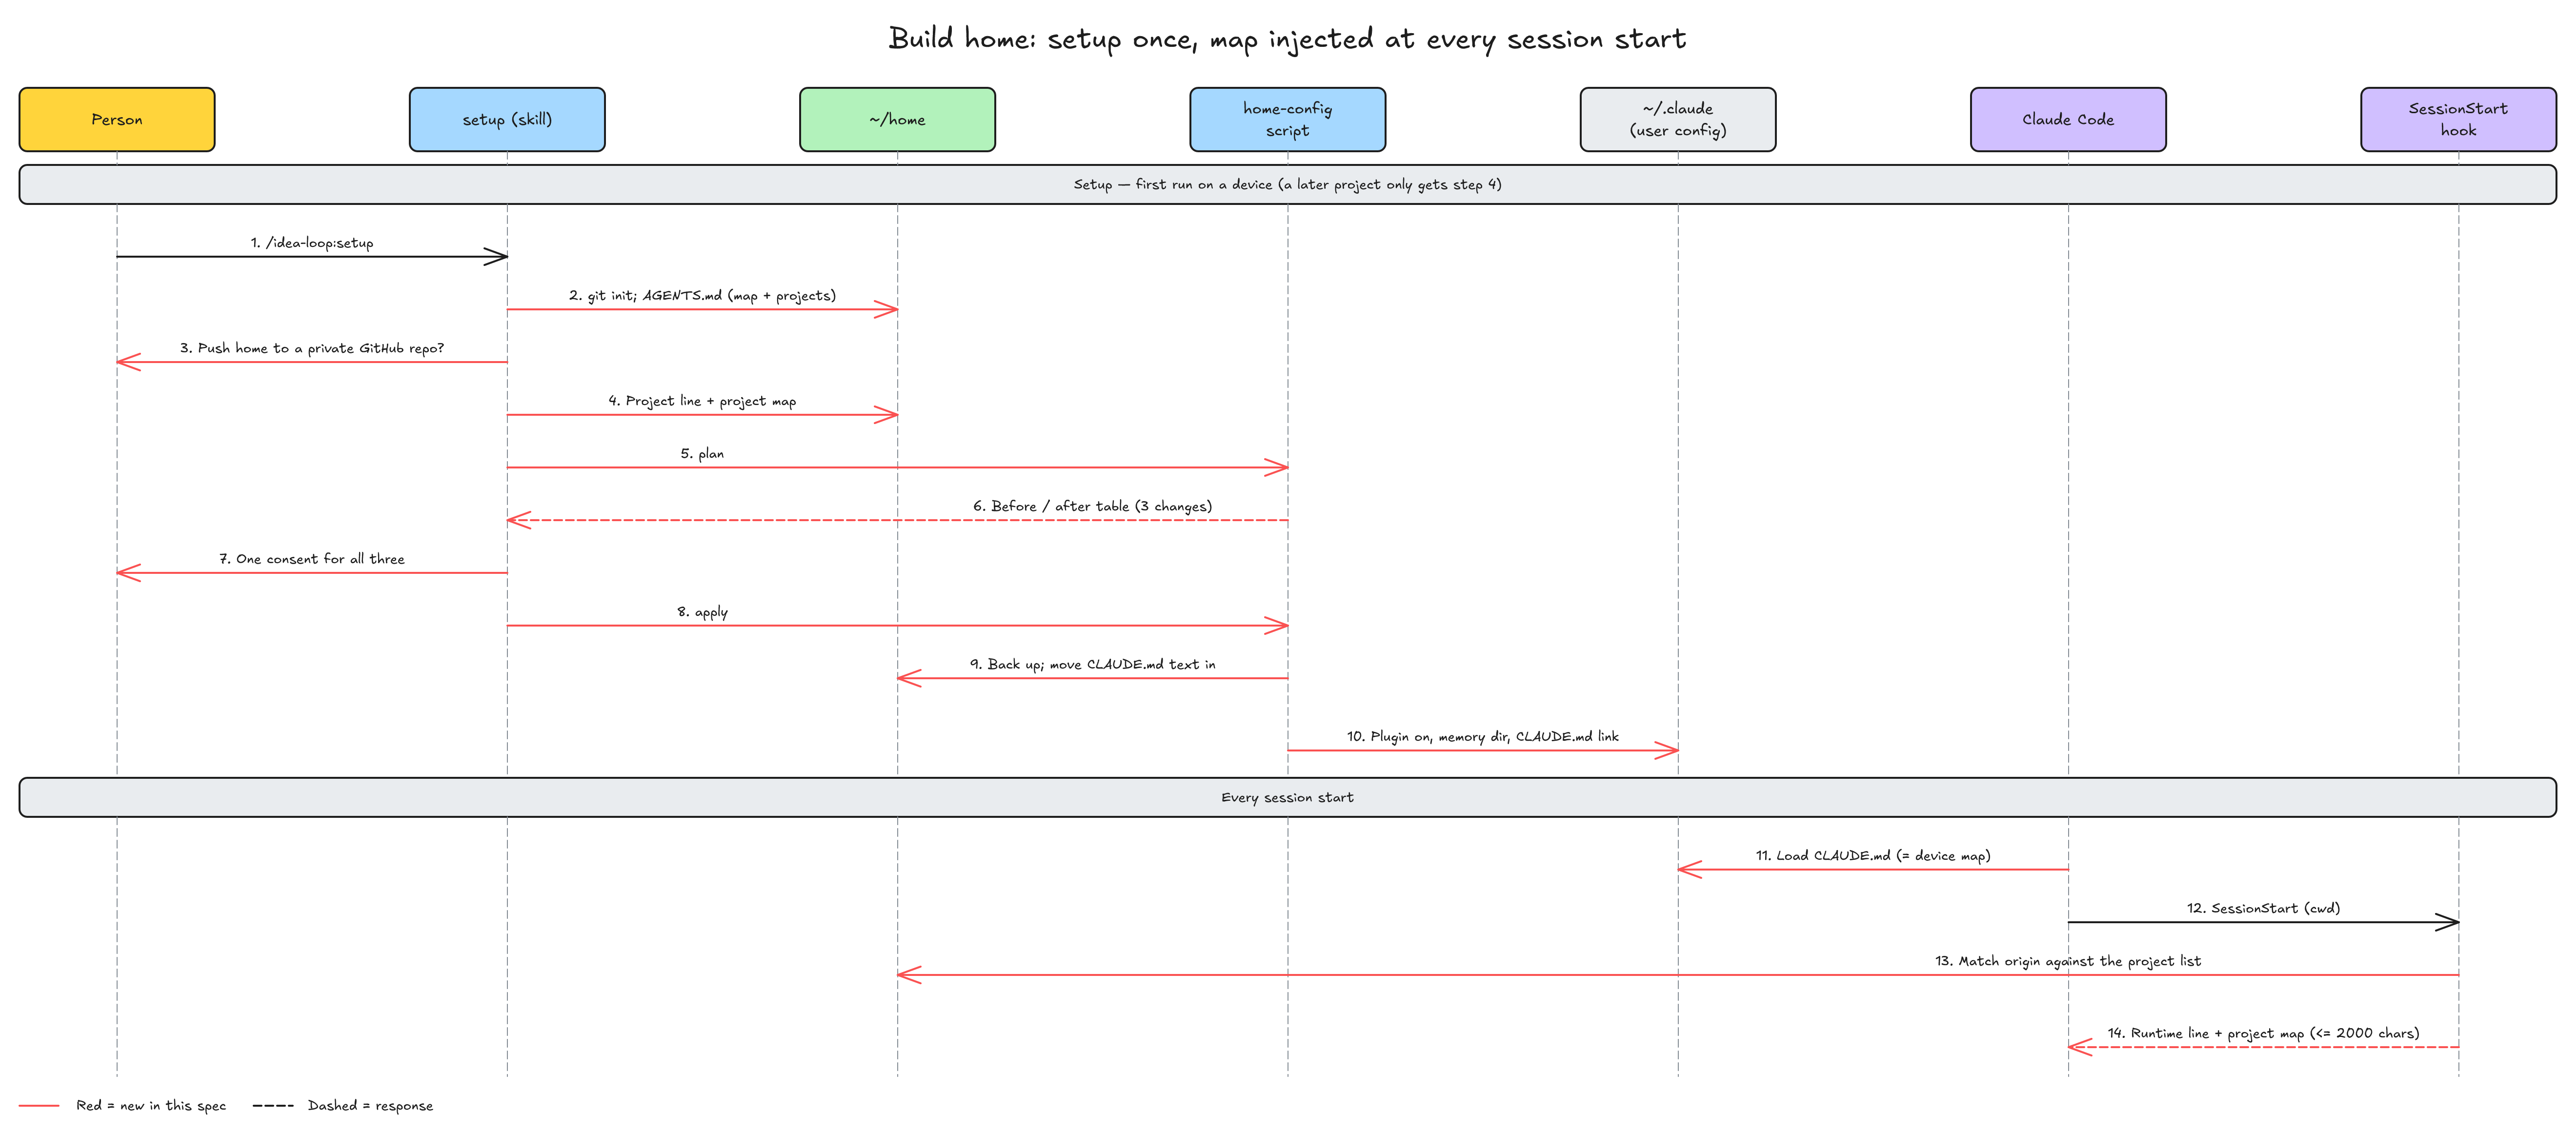 Build home: setup once, map injected at every session start
Person
setup (skill)
~/home
home-config
script
~/.claude
(user config)
Claude Code
SessionStart
hook
Setup — first run on a device (a later project only gets step 4)
1. /idea-loop:setup
2. git init; AGENTS.md (map + projects)
3. Push home to a private GitHub repo?
4. Project line + project map
5. plan
6. Before / after table (3 changes)
7. One consent for all three
8. apply
9. Back up; move CLAUDE.md text in
10. Plugin on, memory dir, CLAUDE.md link
Every session start
11. Load CLAUDE.md (= device map)
12. SessionStart (cwd)
13. Match origin against the project list
14. Runtime line + project map (<= 2000 chars)
Red = new in this spec
Dashed = response